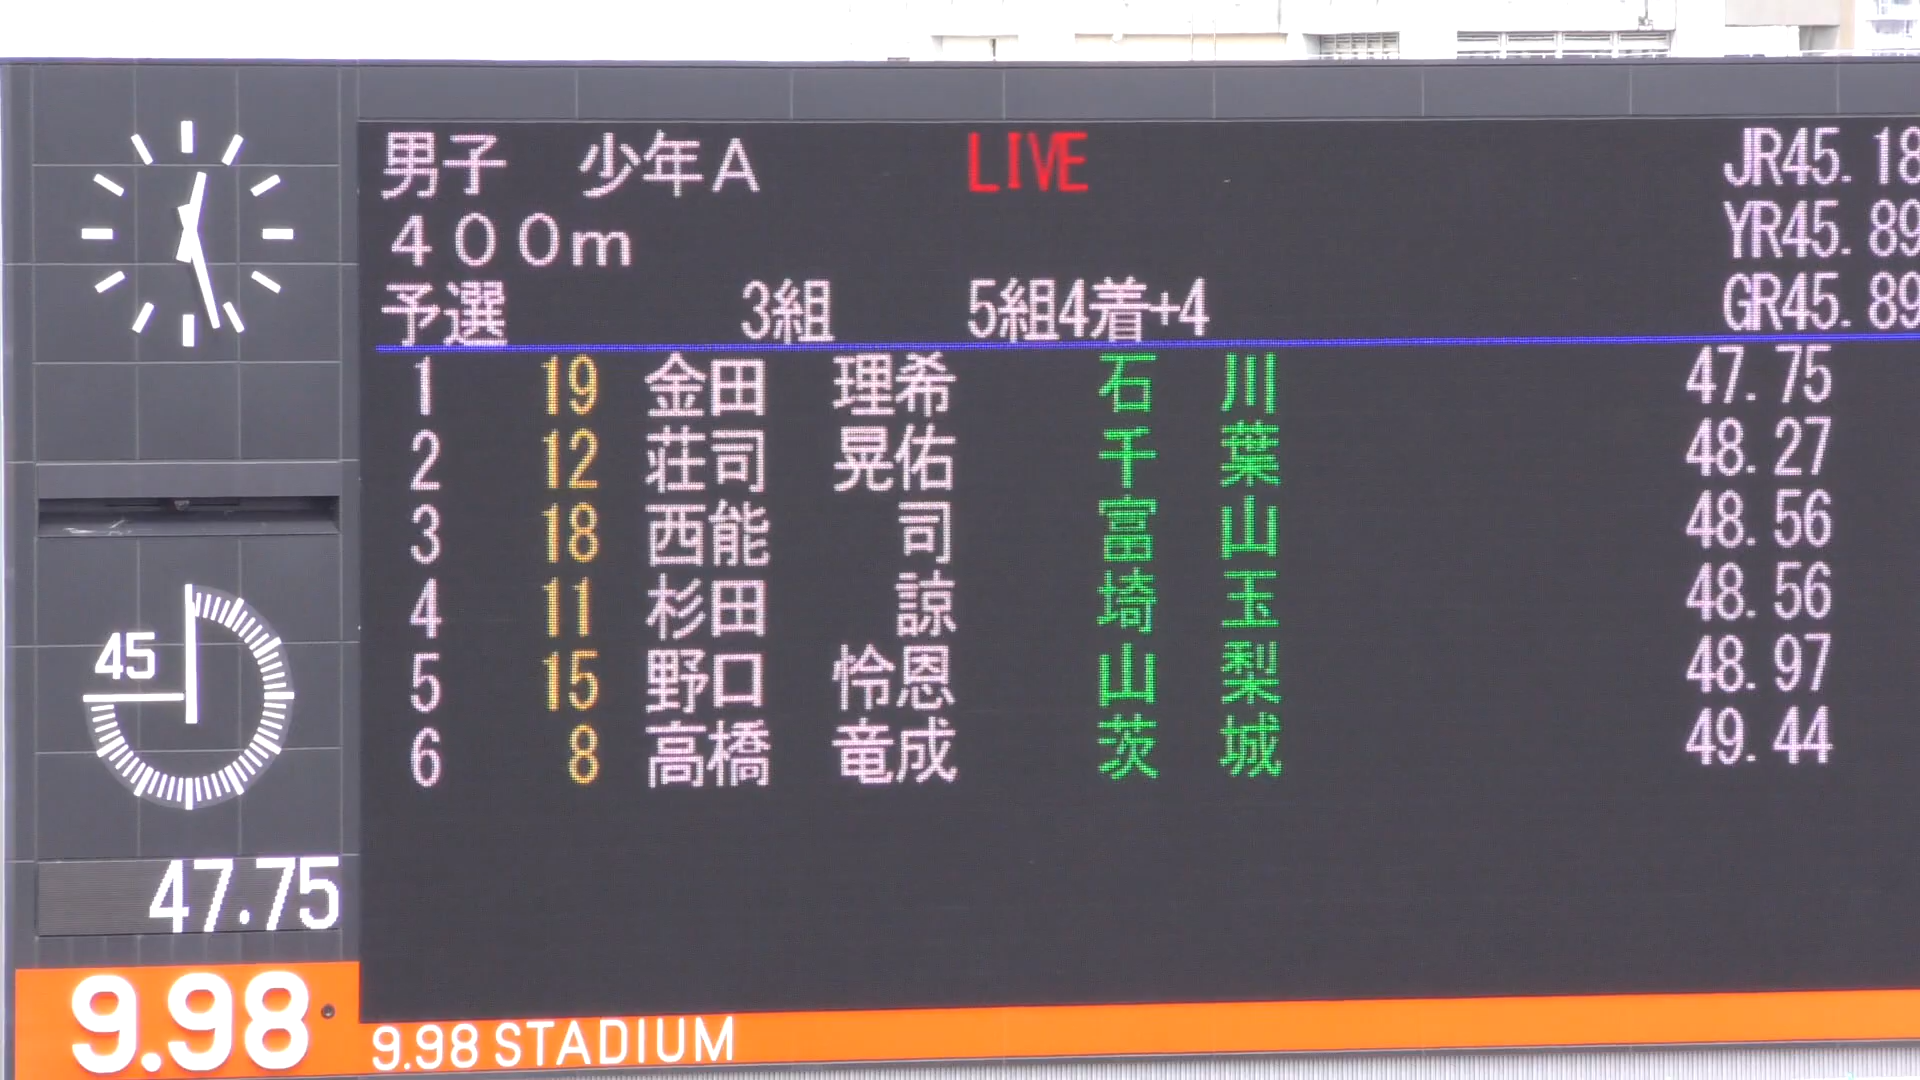 男子 少年A LIVE JR45.18
400m YR45.89
予選 3組 5組4着+4 GR45.89
1 19 金田 理希 石川 47.75
2 12 荘司 晃佑 千葉 48.27
3 18 西能 司 富山 48.56
4 11 杉田 諒 埼玉 48.56
5 15 野口 怜恩 山梨 48.97
6 8 高橋 竜成 茨城 49.44
45
47.75
9.98
9.98 STADIUM